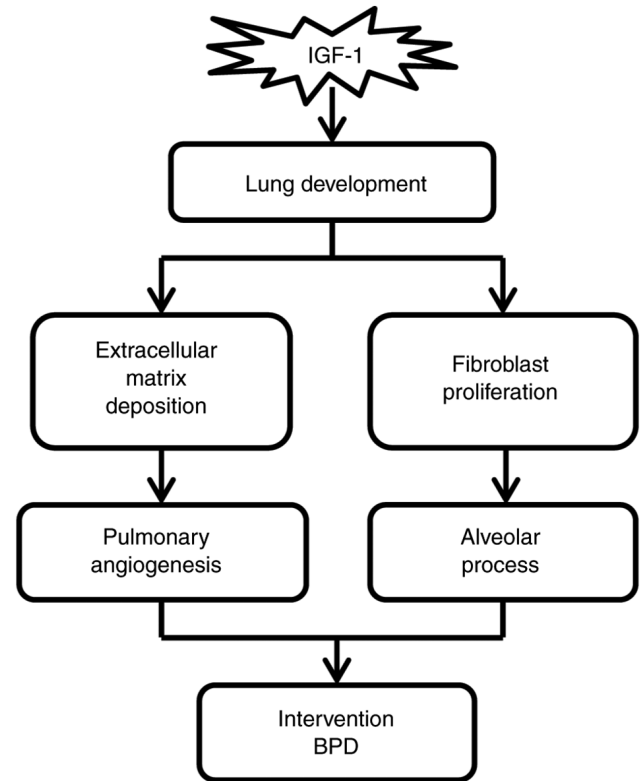 IGF-1
Lung development
Extracellular
matrix
deposition
Fibroblast
proliferation
Pulmonary
angiogenesis
Alveolar
process
Intervention
BPD